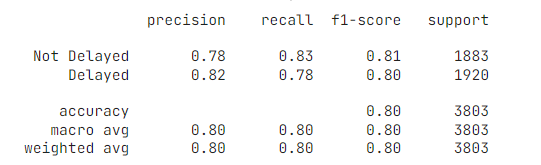 precision recall f1-score support
Not Delayed 0.78 0.83 0.81 1883
Delayed 0.82 0.78 0.80 1920
accuracy 0.80 3803
macro avg 0.80 0.80 0.80 3803
weighted avg 0.80 0.80 0.80 3803